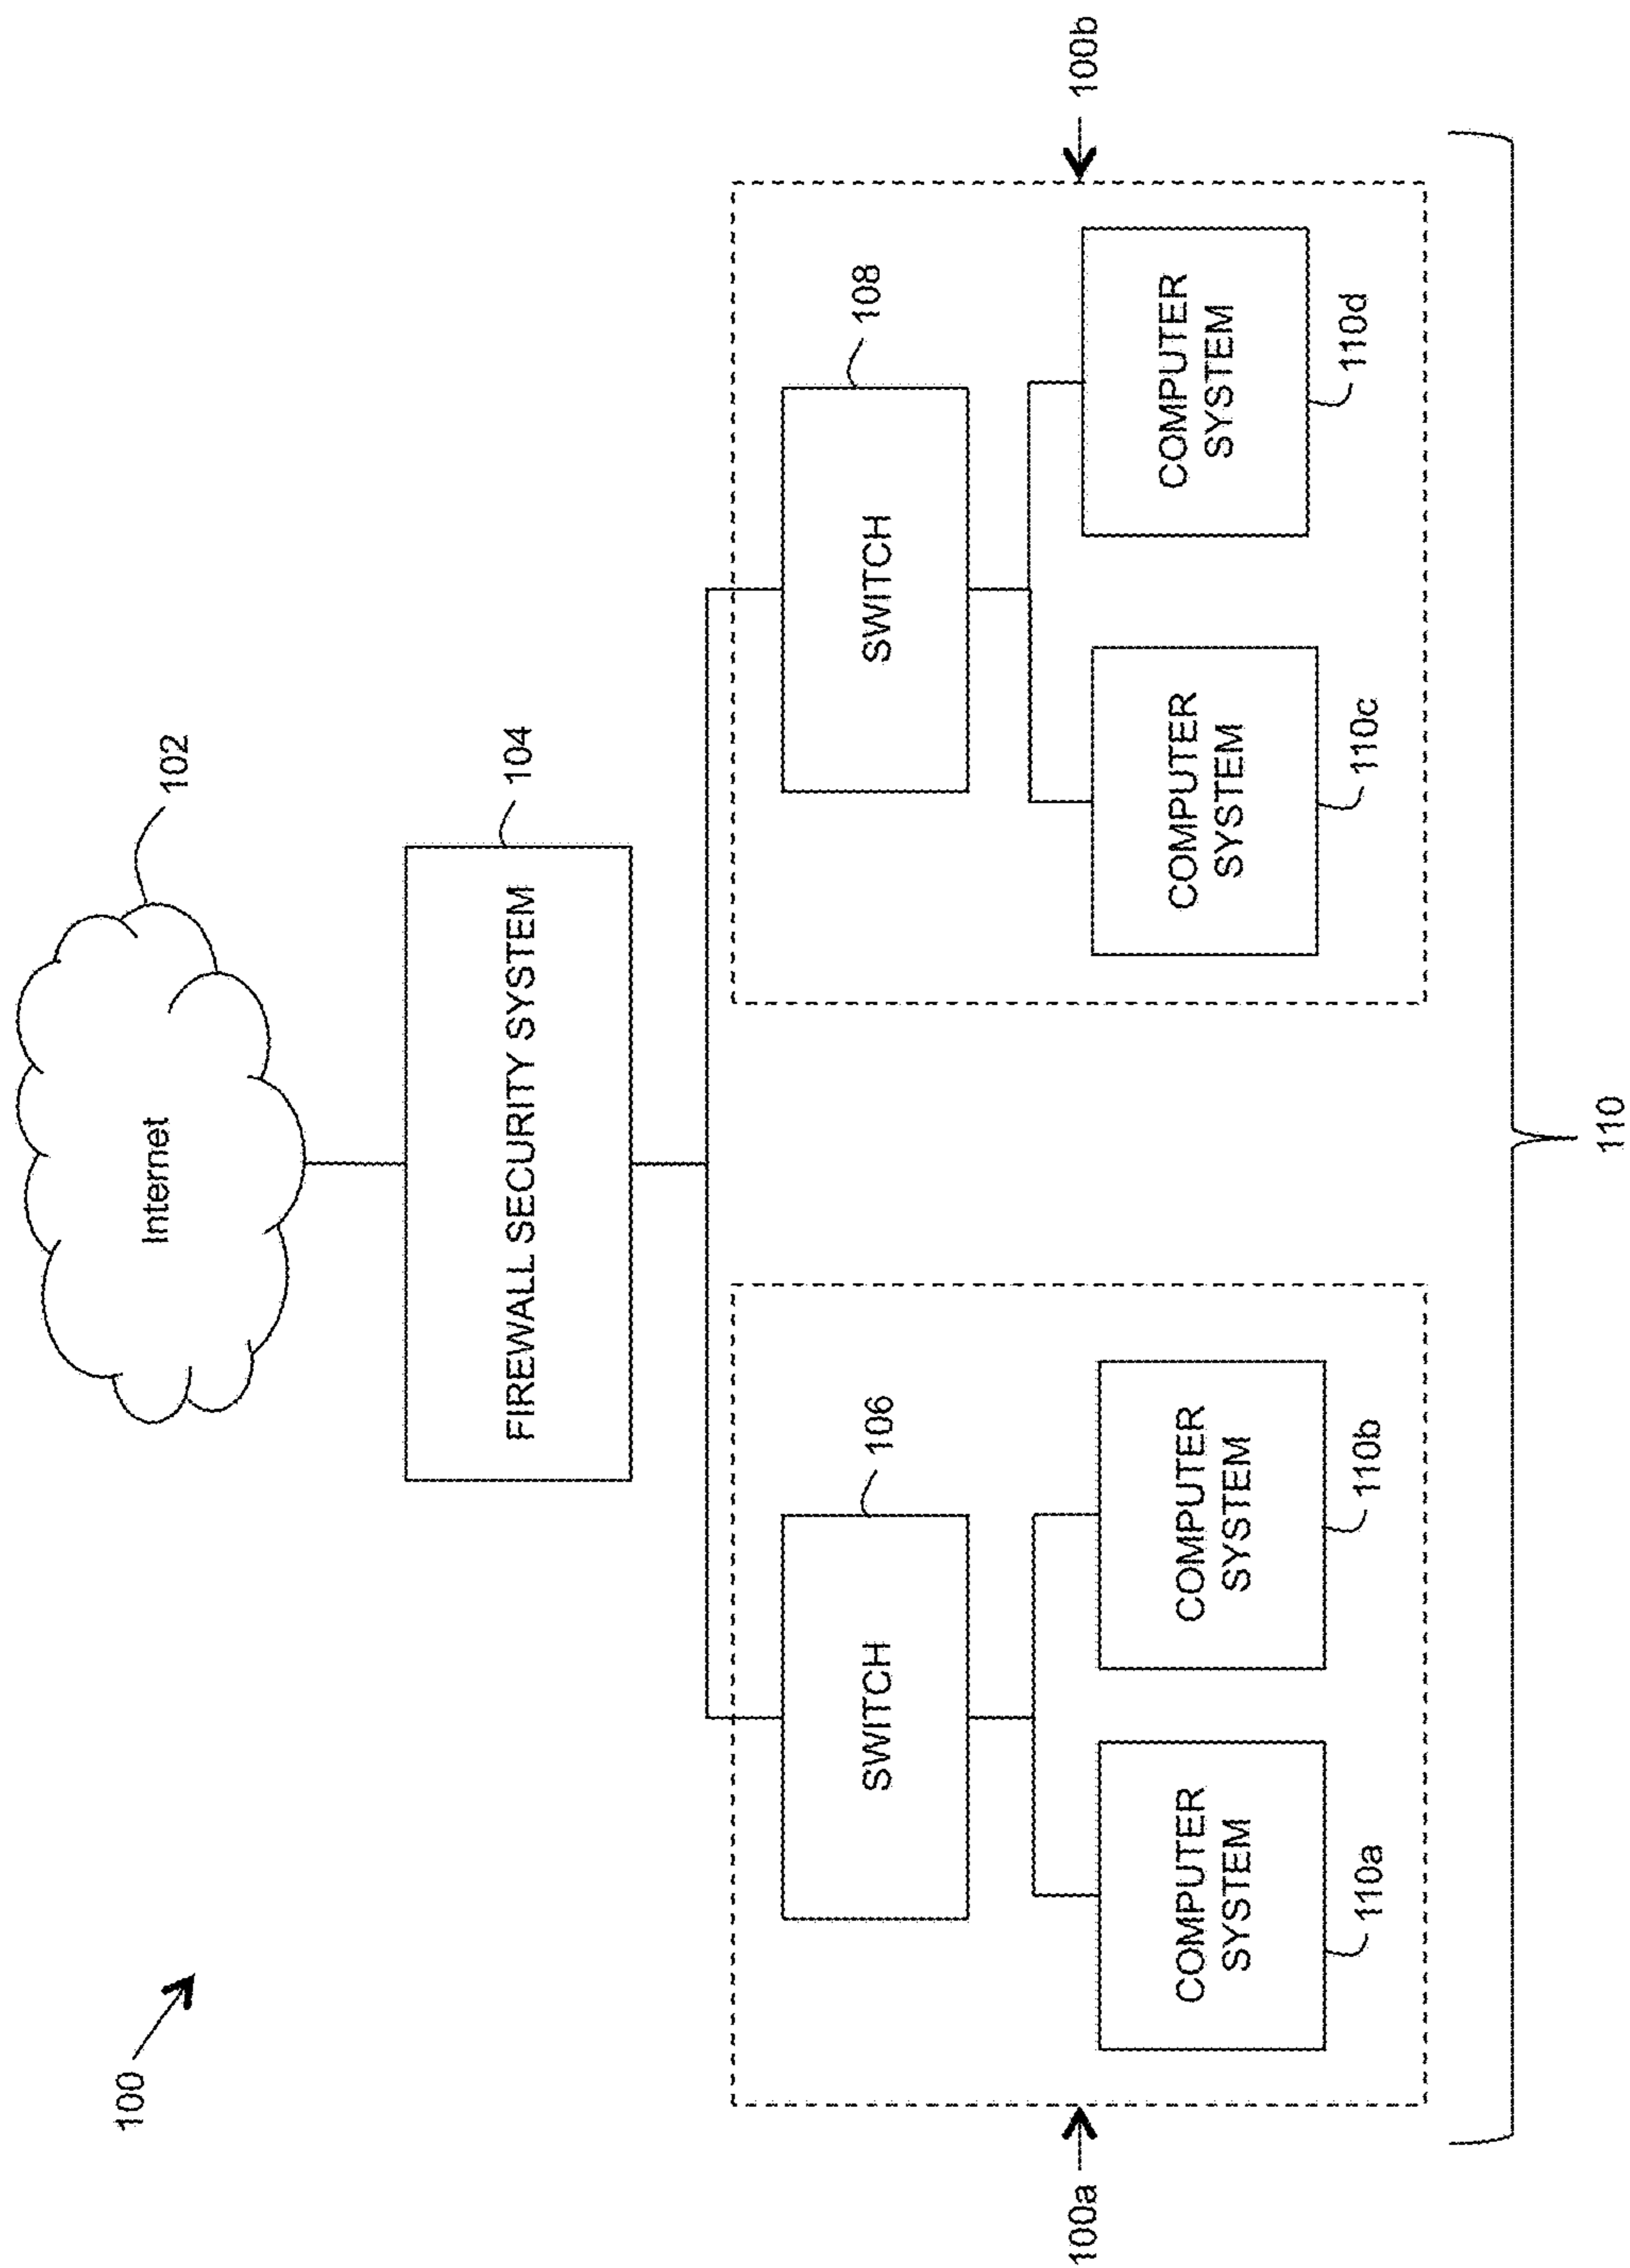 100
Internet
102
FIREWALL SECURITY SYSTEM
104
SWITCH
106
SWITCH
108
100a
COMPUTER
SYSTEM
110a
COMPUTER
SYSTEM
110b
COMPUTER
SYSTEM
110c
COMPUTER
SYSTEM
110d
100b
110